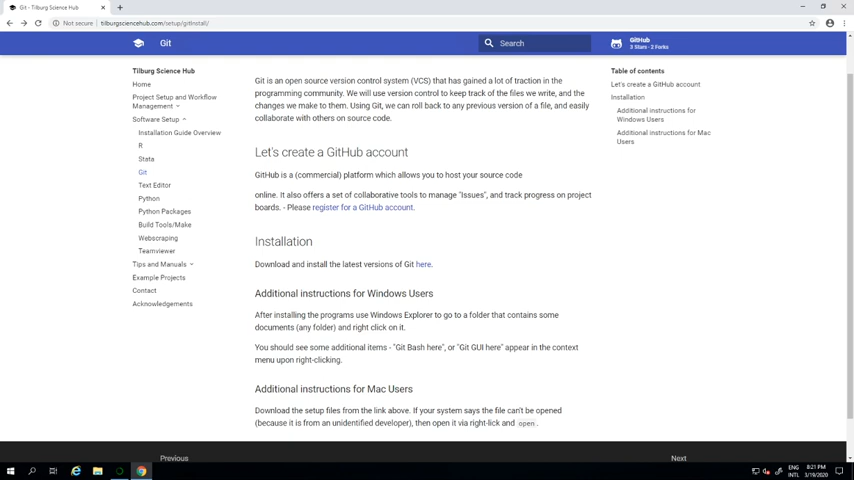 Git - Tilburg Science Hub
Not secure | tilburgsciencehub.com/setup/gitInstall/
Git
Search
GitHub
3 Stars · 2 Forks
Tilburg Science Hub
Home
Project Setup and Workflow
Management
Software Setup
Installation Guide Overview
R
Stata
Git
Text Editor
Python
Python Packages
Build Tools/Make
Webscraping
Teamviewer
Tips and Manuals
Example Projects
Contact
Acknowledgements
Git is an open source version control system (VCS) that has gained a lot of traction in the
programming community. We will use version control to keep track of the files we write, and the
changes we make to them. Using Git, we can roll back to any previous version of a file, and easily
collaborate with others on source code.
Let's create a GitHub account
GitHub is a (commercial) platform which allows you to host your source code
online. It also offers a set of collaborative tools to manage "Issues", and track progress on project
boards. - Please register for a GitHub account.
Installation
Download and install the latest versions of Git here.
Additional instructions for Windows Users
After installing the programs use Windows Explorer to go to a folder that contains some
documents (any folder) and right click on it.
You should see some additional items - "Git Bash here", or "Git GUI here" appear in the context
menu upon right-clicking.
Additional instructions for Mac Users
Download the setup files from the link above. If your system says the file can't be opened
(because it is from an unidentified developer), then open it via right-lick and open.
Table of contents
Let's create a GitHub account
Installation
Additional instructions for
Windows Users
Additional instructions for Mac
Users
Previous
Next
ENG
INTL
8:21 PM
3/19/2020